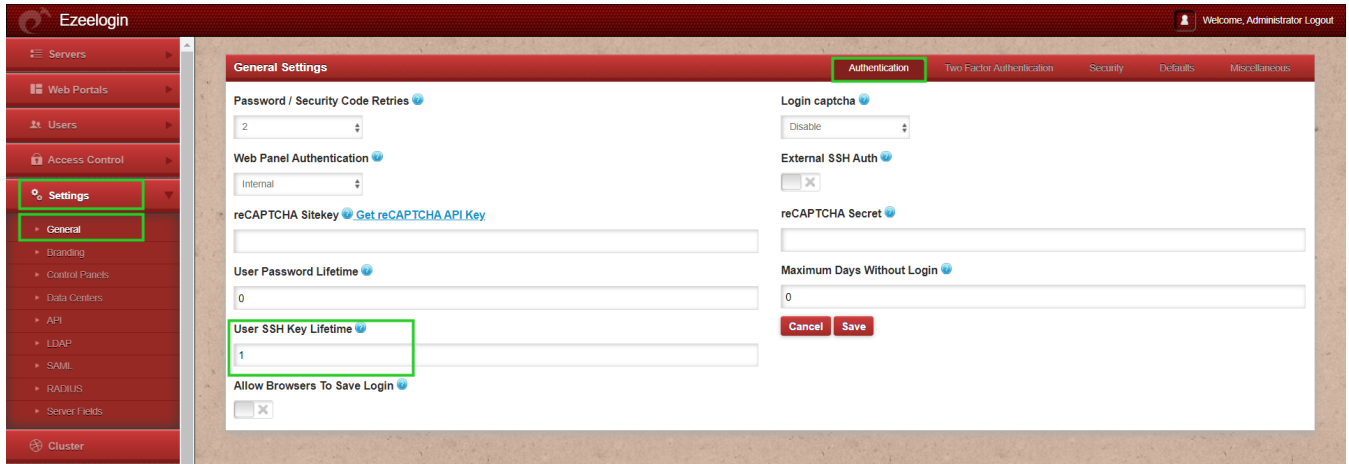 Ezeelogin
Welcome, Administrator Logout
Servers
Web Portals
Users
Access Control
Settings
General
Branding
Control Panels
Data Centers
API
LDAP
SAML
RADIUS
Server Fields
Cluster
General Settings
Authentication
Two Factor Authentication
Security
Defaults
Miscellaneous
Password / Security Code Retries
2
Login captcha
Disable
Web Panel Authentication
Internal
External SSH Auth
reCAPTCHA Sitekey Get reCAPTCHA API Key
reCAPTCHA Secret
User Password Lifetime
0
Maximum Days Without Login
0
User SSH Key Lifetime
1
Cancel Save
Allow Browsers To Save Login